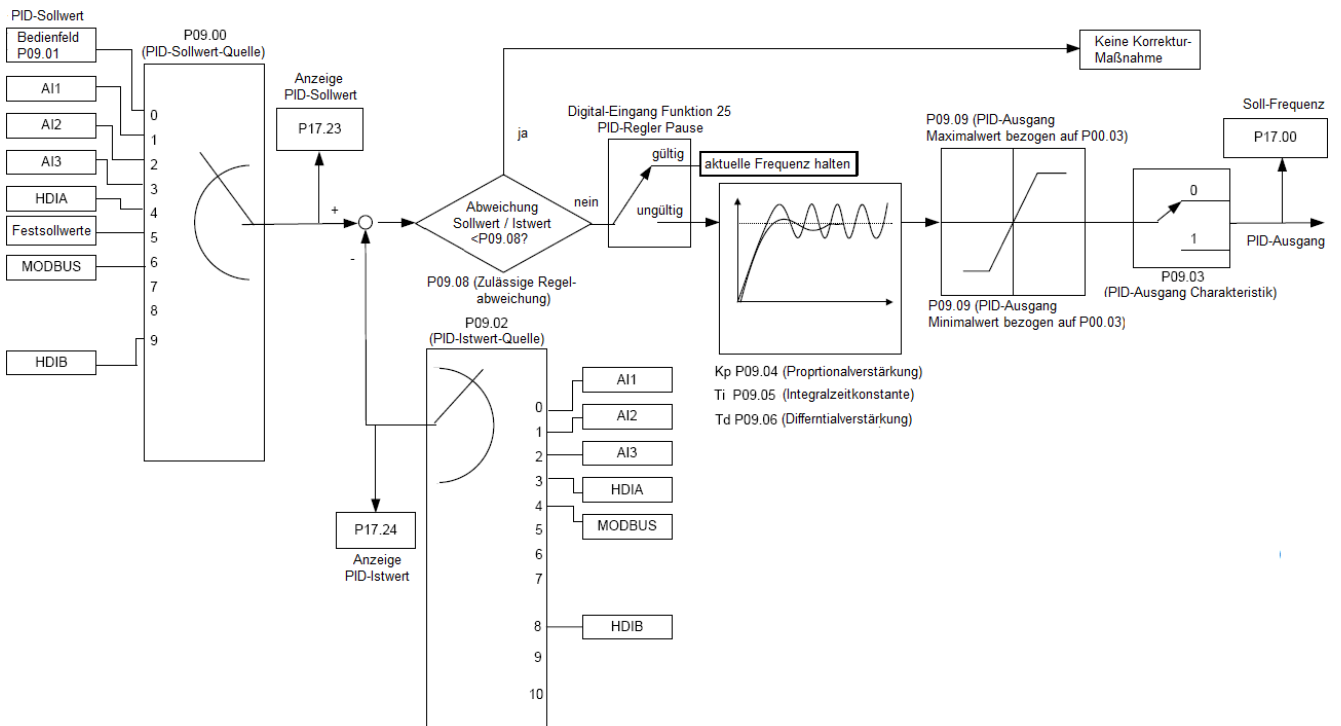 PID-Sollwert
Bedienfeld
P09.01
AI1
AI2
AI3
HDIA
Festsollwerte
MODBUS
HDIB
P09.00
(PID-Sollwert-Quelle)
0
1
2
3
4
5
6
7
8
9
Anzeige
PID-Sollwert
P17.23
+
-
ja
Abweichung
Sollwert / Istwert
<P09.08?
nein
P09.08 (Zulässige Regel-
abweichung)
Digital-Eingang Funktion 25
PID-Regler Pause
gültig
ungültig
aktuelle Frequenz halten
Keine Korrektur-
Maßnahme
Kp P09.04 (Proprtionalverstärkung)
Ti P09.05 (Integralzeitkonstante)
Td P09.06 (Differntialverstärkung)
P09.09 (PID-Ausgang
Maximalwert bezogen auf P00.03)
P09.09 (PID-Ausgang
Minimalwert bezogen auf P00.03)
0
1
P09.03
(PID-Ausgang Charakteristik)
Soll-Frequenz
P17.00
PID-Ausgang
P09.02
(PID-Istwert-Quelle)
0
1
2
3
4
5
6
7
8
9
10
AI1
AI2
AI3
HDIA
MODBUS
HDIB
P17.24
Anzeige
PID-Istwert